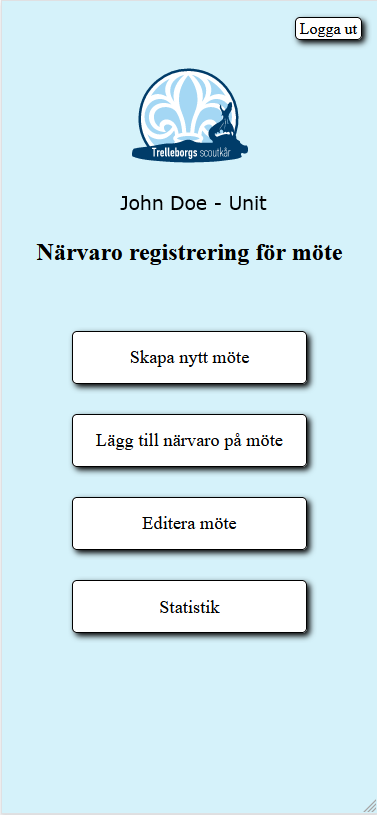 Logga ut
Trelleborgs scoutkår
John Doe - Unit
Närvaro registrering för möte
Skapa nytt möte
Lägg till närvaro på möte
Editera möte
Statistik